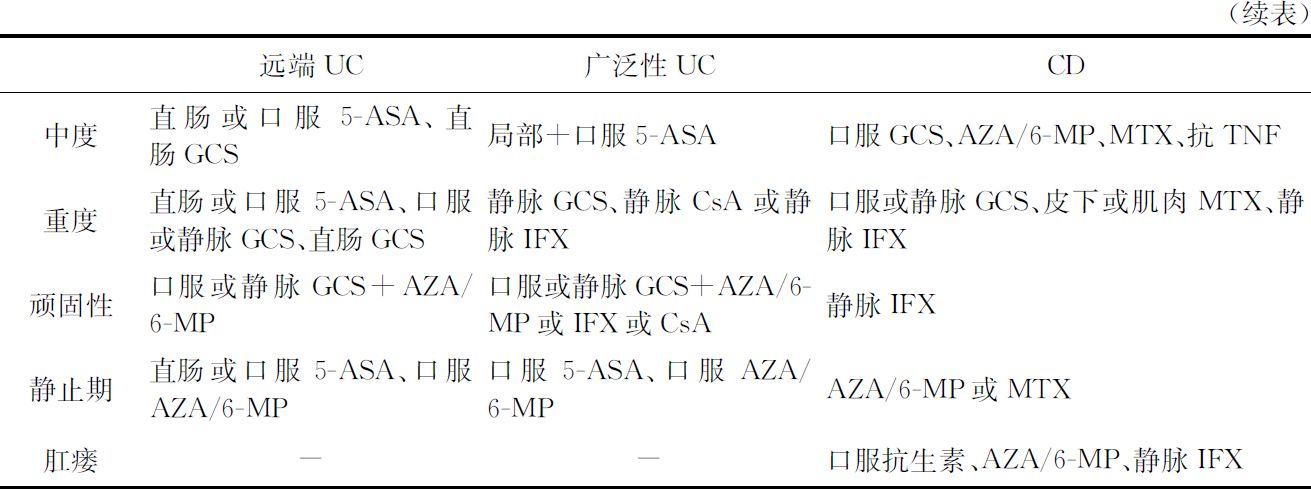 （续表）
远端 UC 广泛性 UC CD
中度 直肠或口服 5-ASA、直肠GCS 局部＋口服5-ASA 口服 GCS、AZA/6-MP、MTX、抗 TNF
重度 直肠或口服 5-ASA、口服或静脉 GCS、直肠 GCS 静脉 GCS、静脉 CsA 或静脉 IFX 口服或静脉 GCS、皮下或肌肉 MTX、静脉 IFX
顽固性 口服或静脉 GCS＋AZA/6-MP 口服或静脉 GCS＋AZA/6-MP 或 IFX 或 CsA 静脉 IFX
静止期 直肠或口服 5-ASA、口服 AZA/6-MP 口服 5-ASA、口服 AZA/6-MP AZA/6-MP 或 MTX
肛瘘 — — 口服抗生素、AZA/6-MP、静脉 IFX